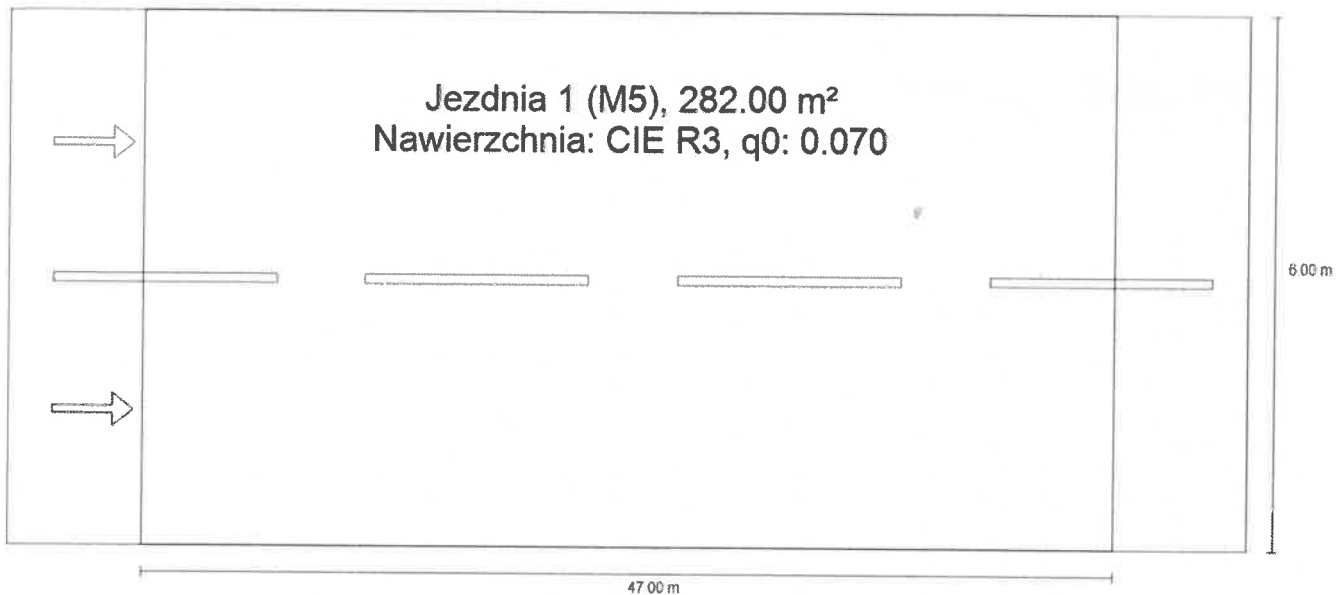 Jezdnia 1 (M5), 282.00 m²
Nawierzchnia: CIE R3, q0: 0.070
6.00 m
47.00 m